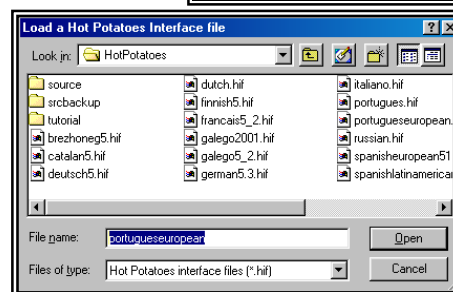 Load a Hot Potatoes Interface file
Look in: HotPotatoes
source
srcbackup
tutorial
brezhoneg5.hif
catalan5.hif
deutsch5.hif
dutch.hif
finnish5.hif
francais5_2.hif
galego2001.hif
galego5_2.hif
german5.3.hif
italiano.hif
portugues.hif
portugueseuropean.
russian.hif
spanisheuropean51
spanishlatinamerica
File name: portugueseuropean
Open
Files of type: Hot Potatoes interface files (*.hif)
Cancel